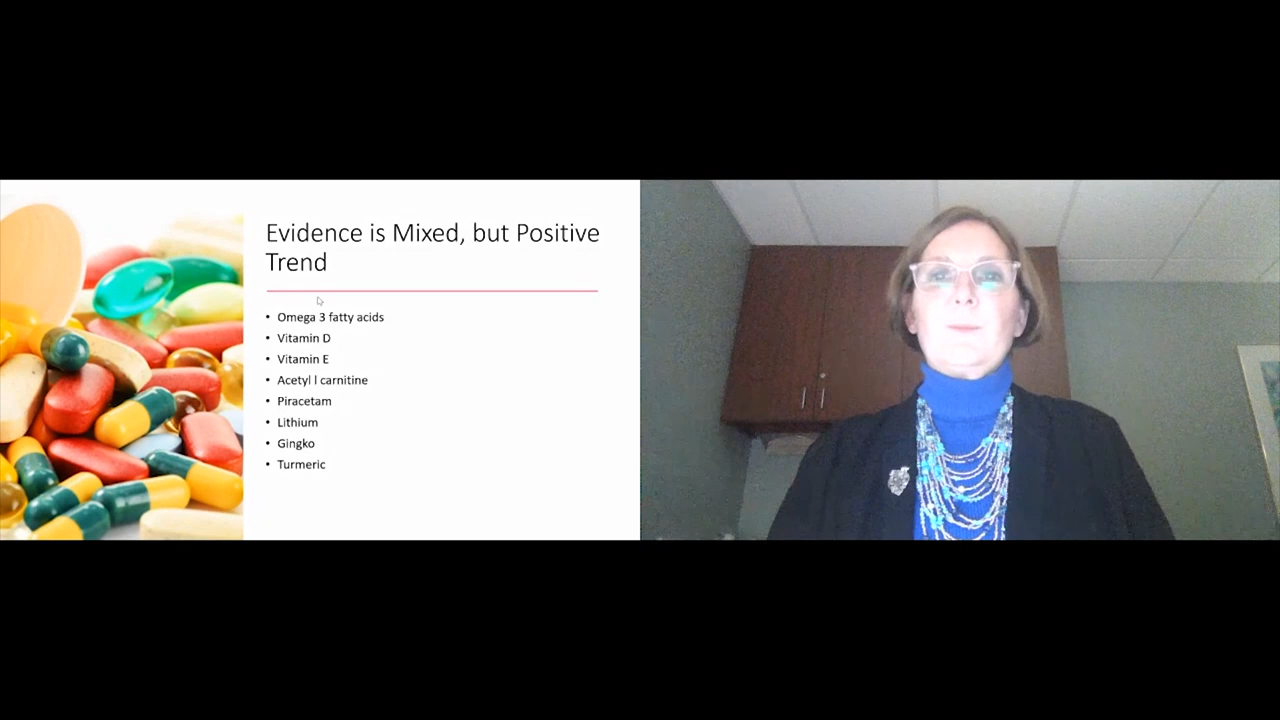 Evidence is Mixed, but Positive
Trend
• Omega 3 fatty acids
• Vitamin D
• Vitamin E
• Acetyl l carnitine
• Piracetam
• Lithium
• Gingko
• Turmeric